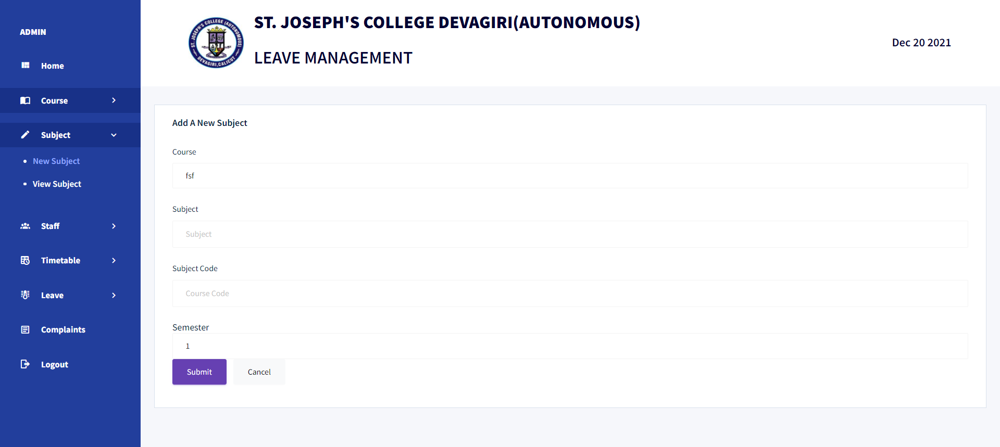 ADMIN
Home
Course
Subject
New Subject
View Subject
Staff
Timetable
Leave
Complaints
Logout
ST. JOSEPH'S COLLEGE (AUTONOMOUS)
DEVAGIRI, CALICUT
ST. JOSEPH'S COLLEGE DEVAGIRI(AUTONOMOUS)
LEAVE MANAGEMENT
Dec 20 2021
Add A New Subject
Course
fsf
Subject
Subject
Subject Code
Course Code
Semester
1
Submit
Cancel